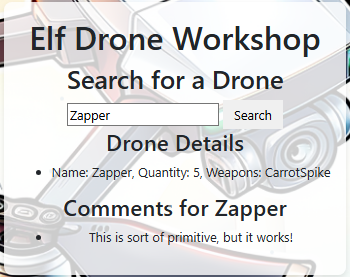 Elf Drone Workshop
Search for a Drone
Zapper Search
Drone Details
• Name: Zapper, Quantity: 5, Weapons: CarrotSpike
Comments for Zapper
• This is sort of primitive, but it works!